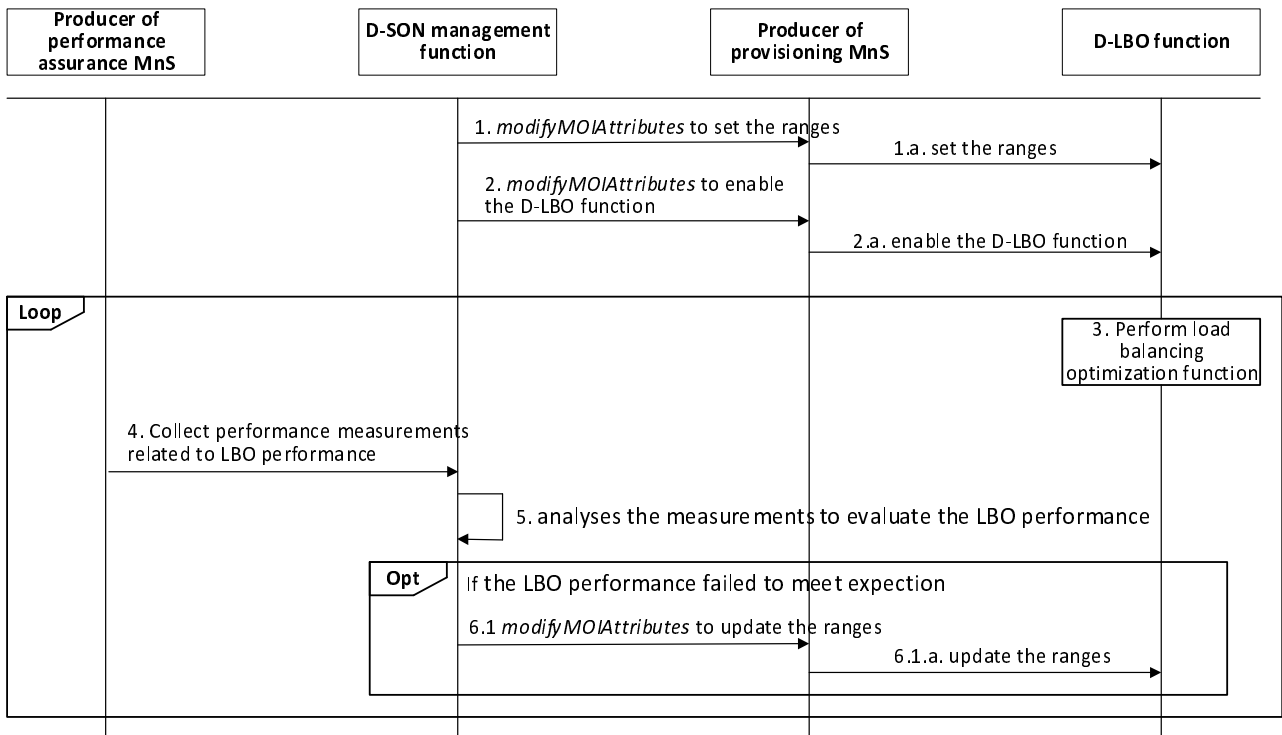 Producer of
performance
assurance MnS
D-SON management
function
Producer of
provisioning MnS
D-LBO function
1. modifyMOIAttributes to set the ranges
1.a. set the ranges
2. modifyMOIAttributes to enable
the D-LBO function
2.a. enable the D-LBO function
Loop
3. Perform load
balancing
optimization function
4. Collect performance measurements
related to LBO performance
5. analyses the measurements to evaluate the LBO performance
Opt
If the LBO performance failed to meet expection
6.1 modifyMOIAttributes to update the ranges
6.1.a. update the ranges